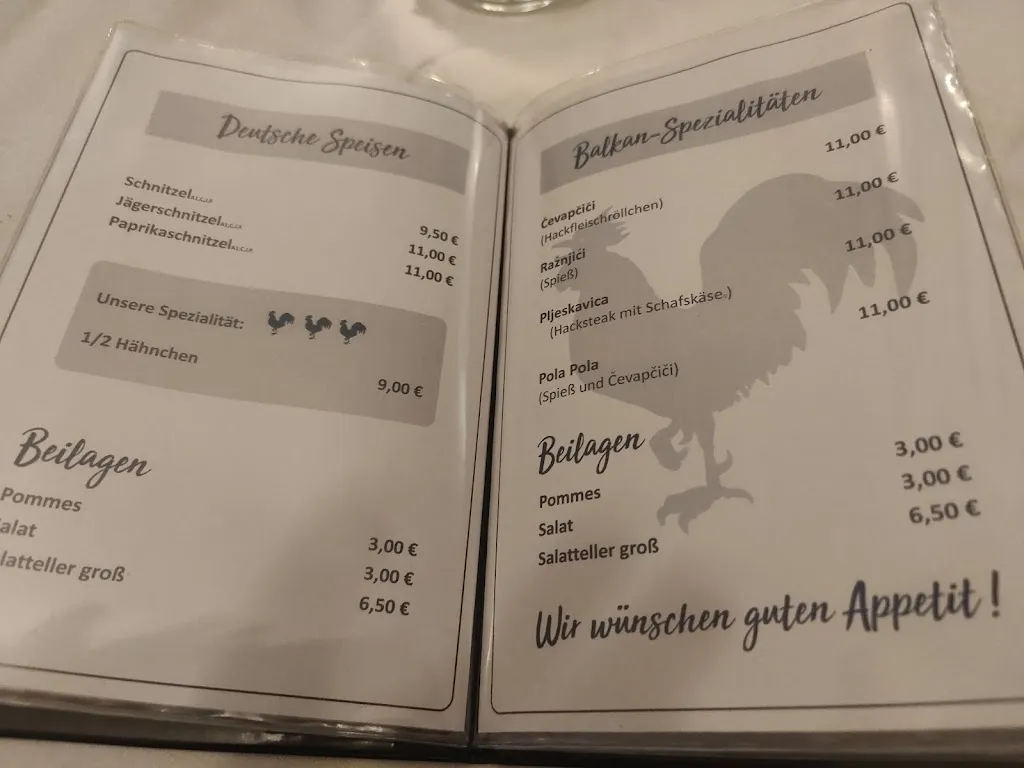 Deutsche Speisen
Schnitzel 9,50 €
Jägerschnitzel 11,00 €
Paprikaschnitzel 11,00 €
Unsere Spezialität:
1/2 Hähnchen 9,00 €
Beilagen
Pommes 3,00 €
alat 3,00 €
latteller groß 6,50 €
Balkan-Spezialitäten
Čevapčiči 11,00 €
(Hackfleischröllchen)
Ražnjići 11,00 €
(Spieß)
Pljeskavica 11,00 €
(Hacksteak mit Schafskäse)
Pola Pola 11,00 €
(Spieß und Čevapčiči)
Beilagen
Pommes 3,00 €
Salat 3,00 €
Salatteller groß 6,50 €
Wir wünschen guten Appetit !